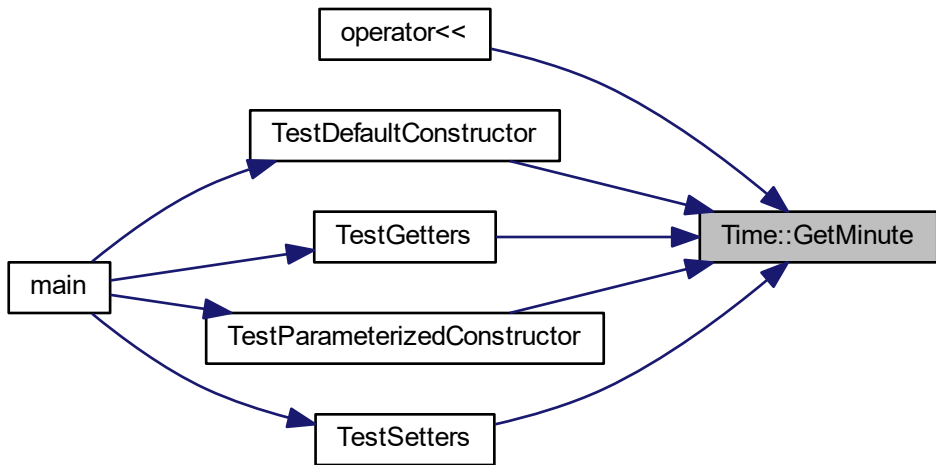 operator<<
TestDefaultConstructor
TestGetters
Time::GetMinute
main
TestParameterizedConstructor
TestSetters